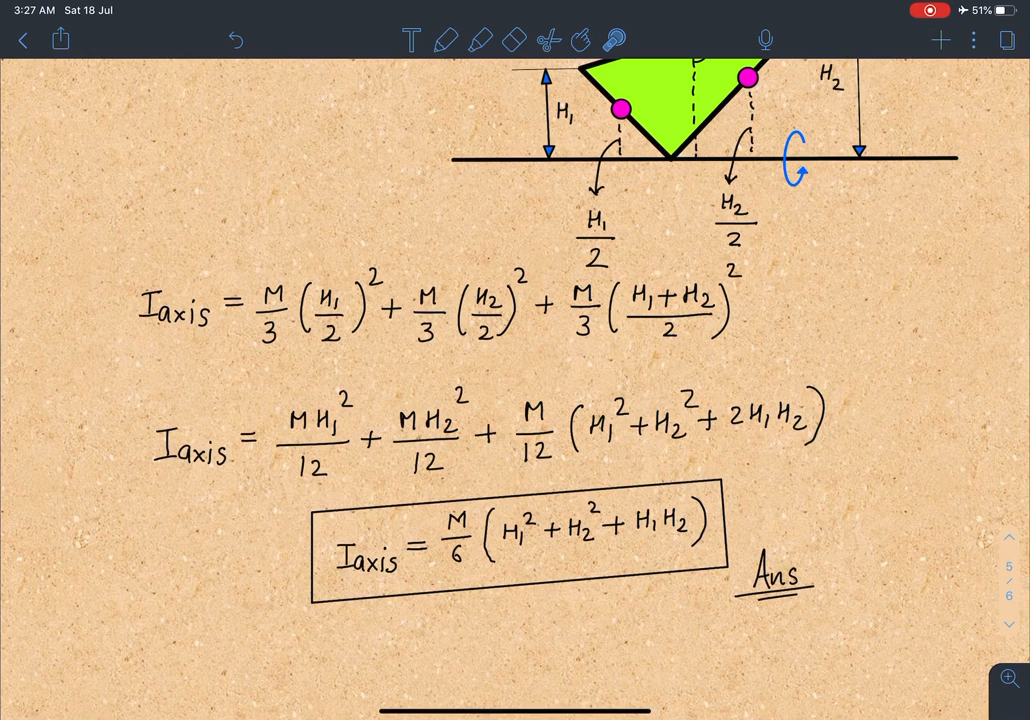 3:27 AM Sat 18 Jul 51%
T
H₁
H₂
H₁/2
H₂/2
Iaxis = M/3 (H₁/2)² + M/3 (H₂/2)² + M/3 (H₁+H₂/2)²
Iaxis = MH₁²/12 + MH₂²/12 + M/12 (H₁²+H₂²+2H₁H₂)
Iaxis = M/6 (H₁²+H₂²+H₁H₂)
Ans
5
/
6